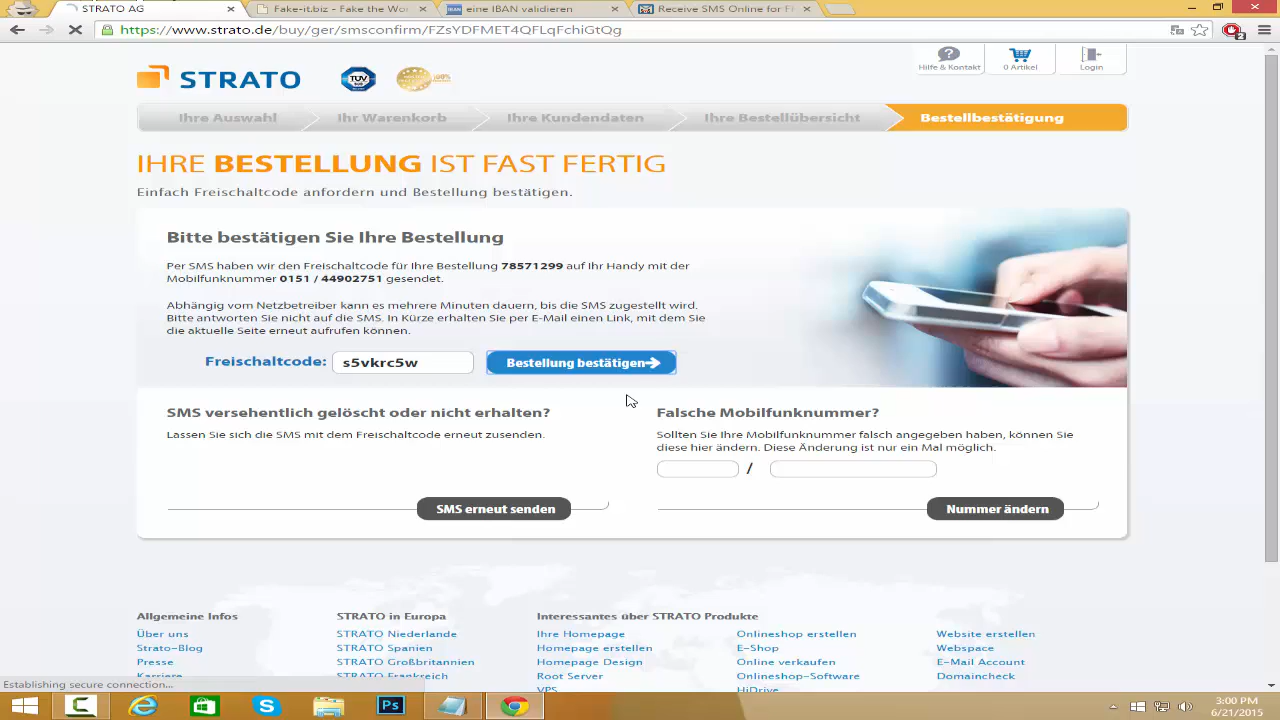 STRATO AG
Fake-it.biz - Fake the Wo
eine IBAN validieren
Receive SMS Online for F
https://www.strato.de/buy/ger/smsconfirm/FZsYDFMET4QFLqFchiGtQg
2
STRATO
TÜV
Hilfe & Kontakt
0 Artikel
Login
Ihre Auswahl
Ihr Warenkorb
Ihre Kundendaten
Ihre Bestellübersicht
Bestellbestätigung
IHRE BESTELLUNG IST FAST FERTIG
Einfach Freischaltcode anfordern und Bestellung bestätigen.
Bitte bestätigen Sie Ihre Bestellung
Per SMS haben wir den Freischaltcode für Ihre Bestellung 78571299 auf Ihr Handy mit der
Mobilfunknummer 0151 / 44902751 gesendet.
Abhängig vom Netzbetreiber kann es mehrere Minuten dauern, bis die SMS zugestellt wird.
Bitte antworten Sie nicht auf die SMS. In Kürze erhalten Sie per E-Mail einen Link, mit dem Sie
die aktuelle Seite erneut aufrufen können.
Freischaltcode: s5vkrc5w Bestellung bestätigen
SMS versehentlich gelöscht oder nicht erhalten?
Lassen Sie sich die SMS mit dem Freischaltcode erneut zusenden.
SMS erneut senden
Falsche Mobilfunknummer?
Sollten Sie Ihre Mobilfunknummer falsch angegeben haben, können Sie
diese hier ändern. Diese Änderung ist nur ein Mal möglich.
/
Nummer ändern
Allgemeine Infos
Über uns
Strato-Blog
Presse
Karriere
STRATO in Europa
STRATO Niederlande
STRATO Spanien
STRATO Großbritannien
STRATO Frankreich
Interessantes über STRATO Produkte
Ihre Homepage
Homepage erstellen
Homepage Design
Root Server
VPS
Onlineshop erstellen
E-Shop
Online verkaufen
Onlineshop-Software
HiDrive
Website erstellen
Webspace
E-Mail Account
Domaincheck
Establishing secure connection...
Ps
3:00 PM
6/21/2015